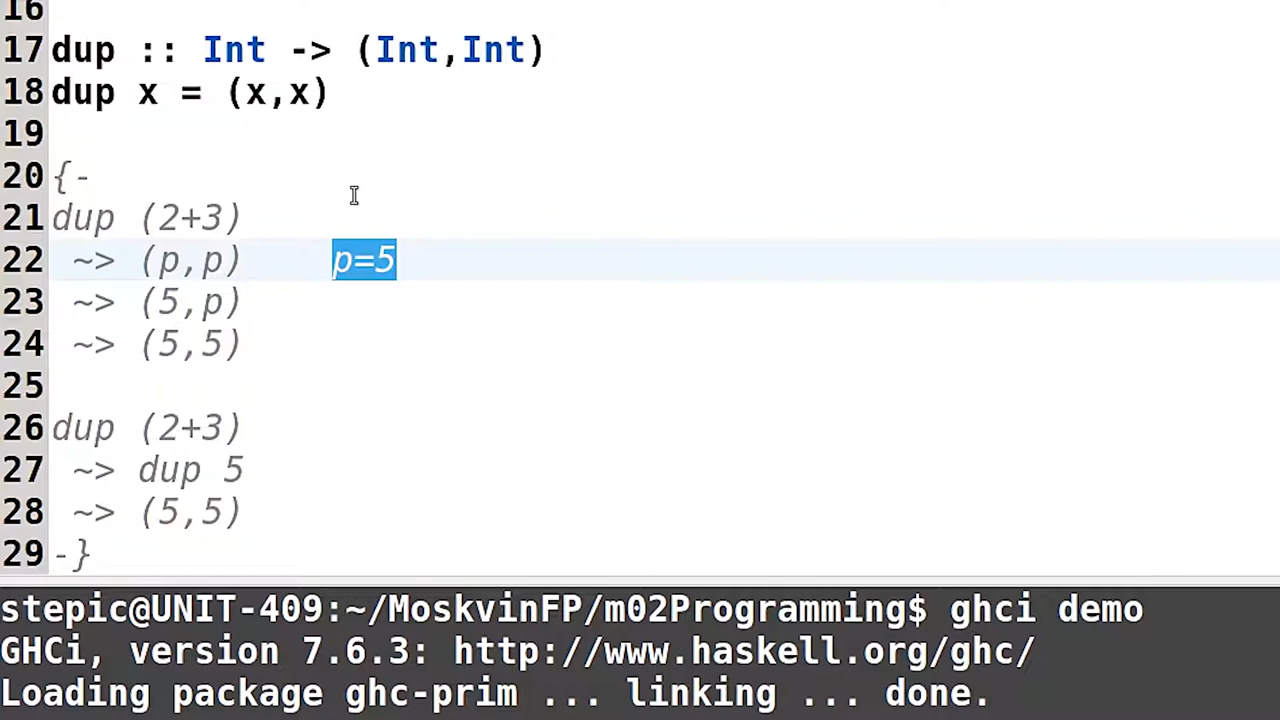 16
17 dup :: Int -> (Int,Int)
18 dup x = (x,x)
19
20 {-
21 dup (2+3)
22  ~> (p,p)    p=5
23  ~> (5,p)
24  ~> (5,5)
25
26 dup (2+3)
27  ~> dup 5
28  ~> (5,5)
29 -}
stepic@UNIT-409:~/MoskvinFP/m02Programming$ ghci demo
GHCi, version 7.6.3: http://www.haskell.org/ghc/
Loading package ghc-prim ... linking ... done.